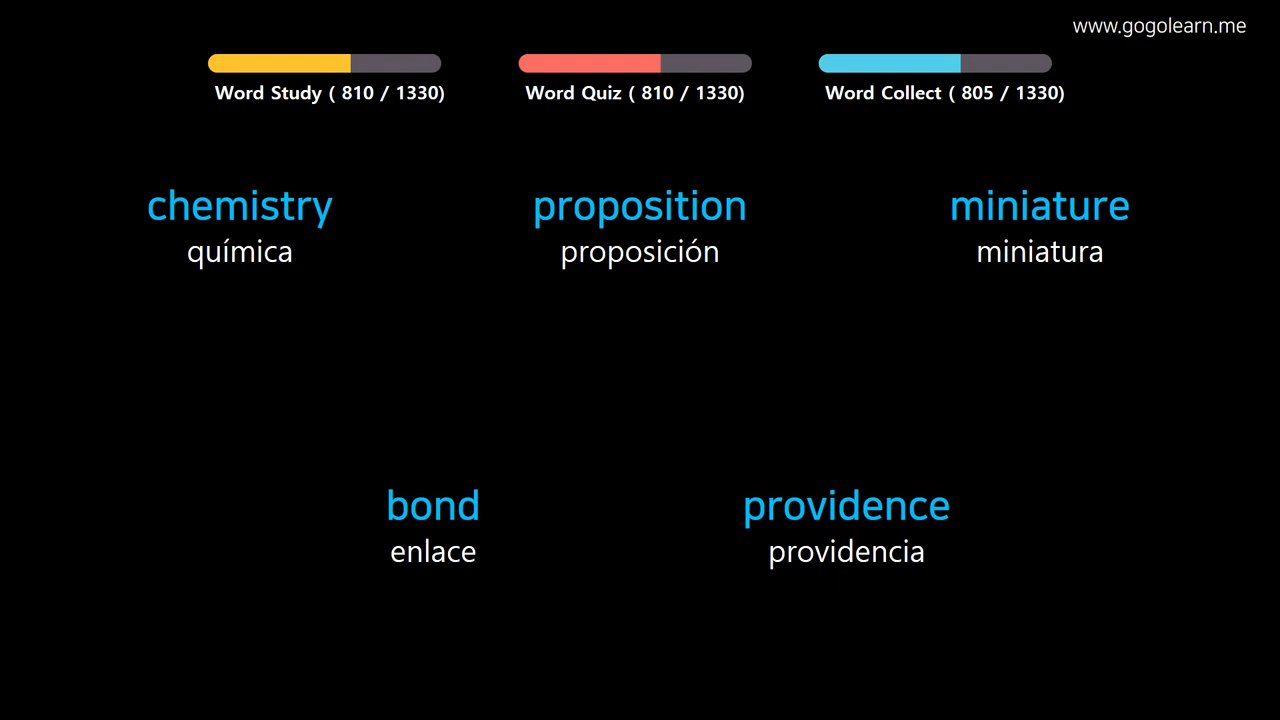 www.gogolearn.me
Word Study ( 810 / 1330)
Word Quiz ( 810 / 1330)
Word Collect ( 805 / 1330)
chemistry
química
proposition
proposición
miniature
miniatura
bond
enlace
providence
providencia